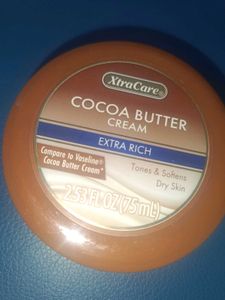 XtraCare®
COCOA BUTTER
CREAM
EXTRA RICH
Compare to Vaseline®
Cocoa Butter Cream*
Tones & Softens
Dry Skin
2.53 FL OZ (75 mL)